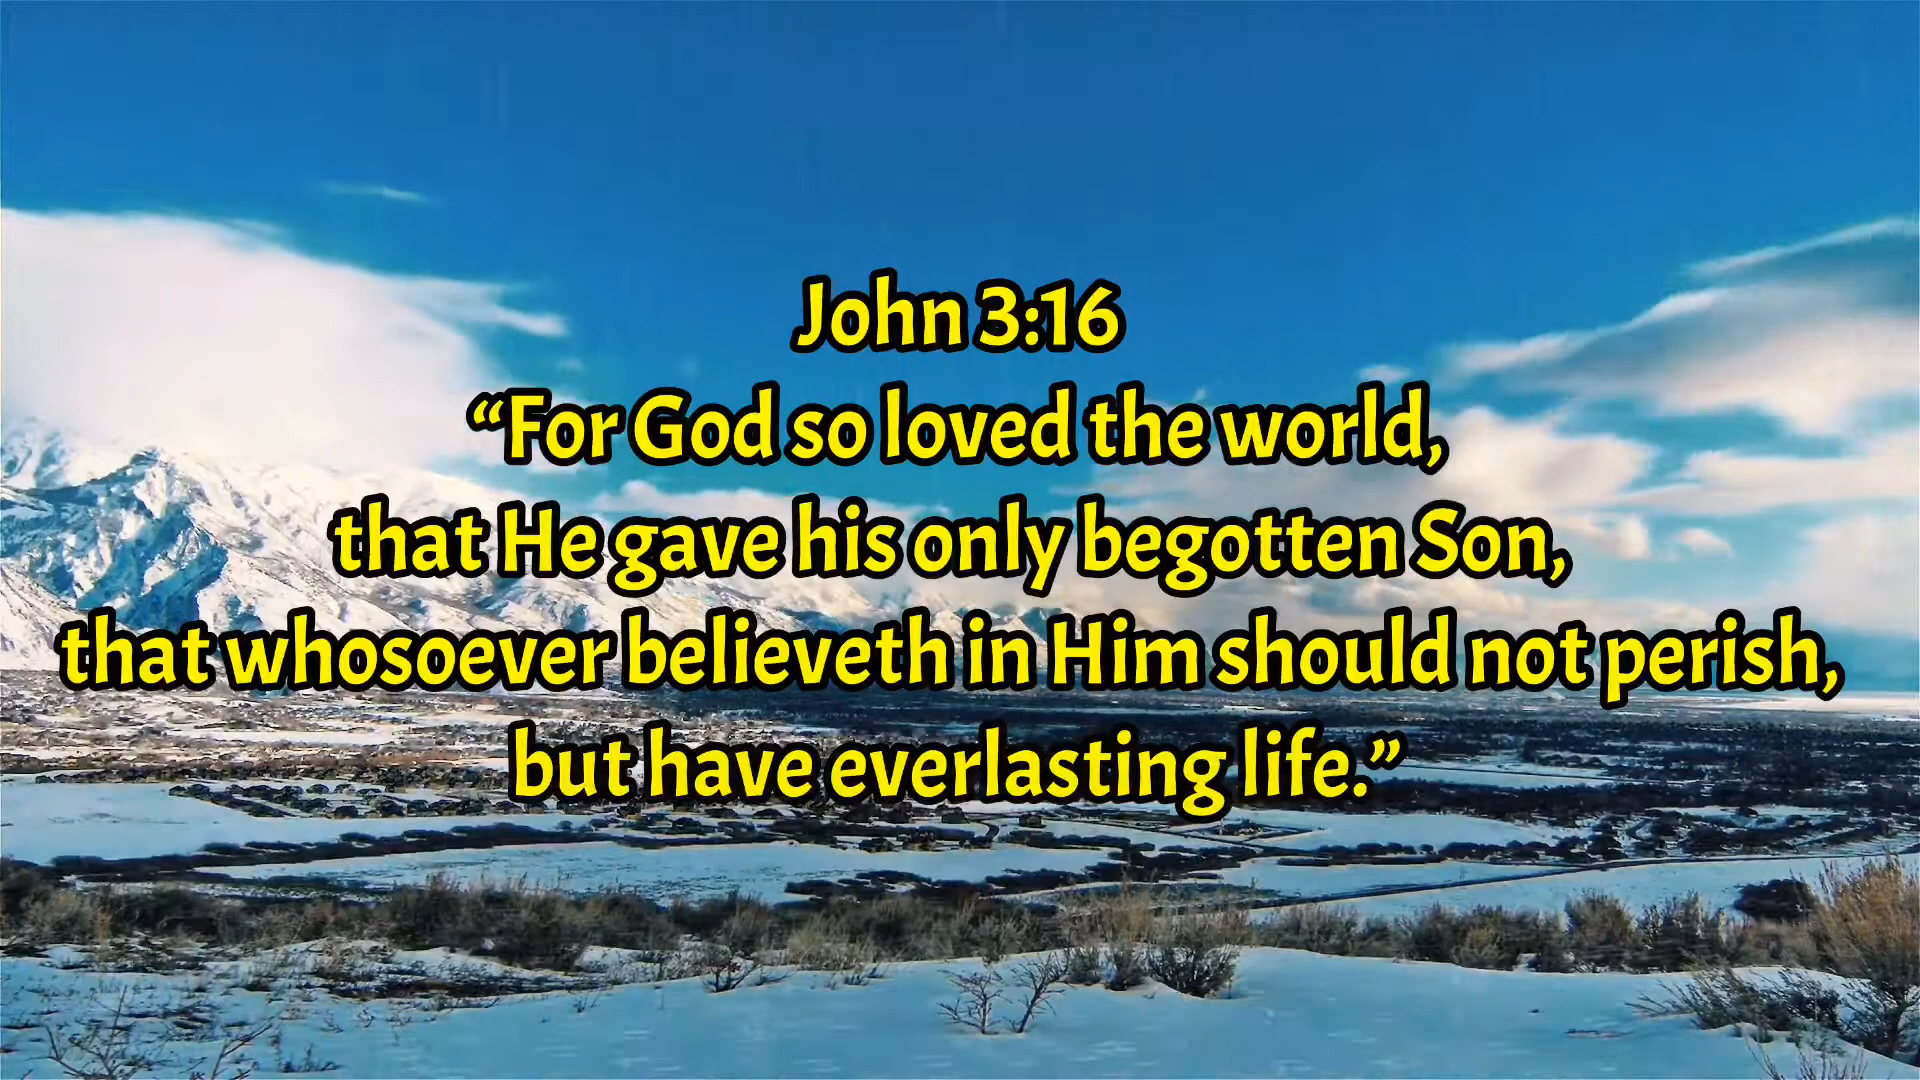 John 3:16
“For God so loved the world,
that He gave his only begotten Son,
that whosoever believeth in Him should not perish,
but have everlasting life.”